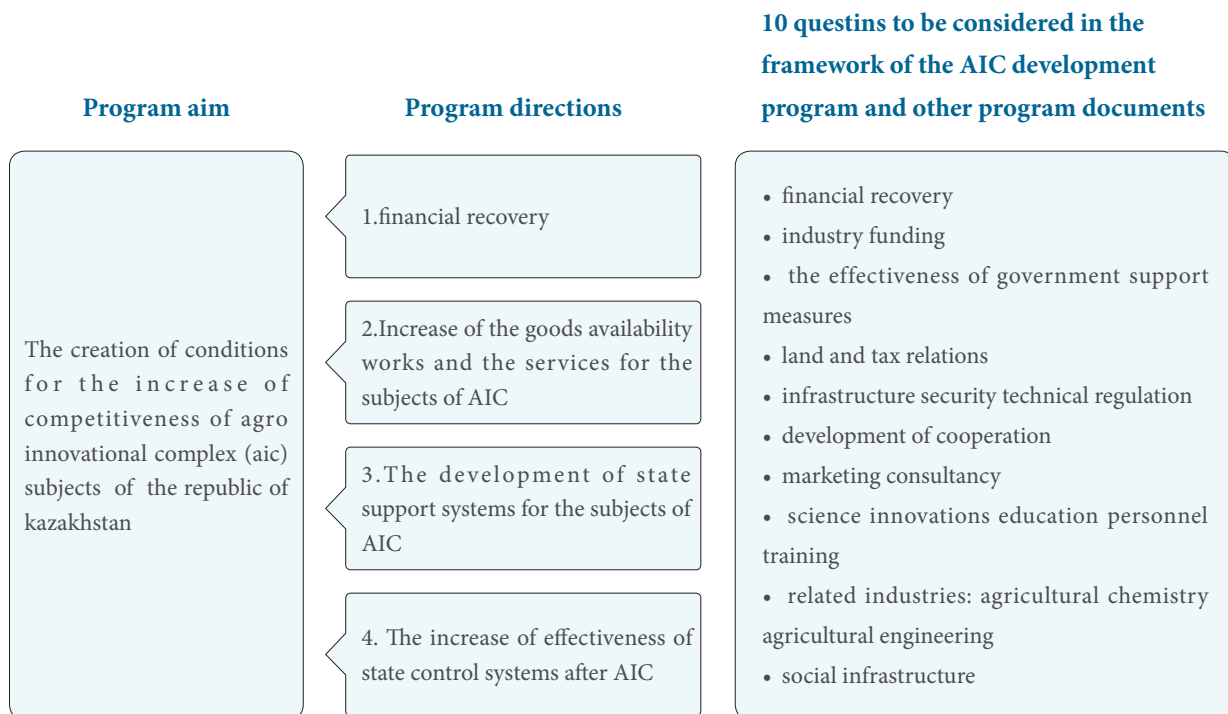 Program aim
The creation of conditions
for the increase of
competitiveness of agro
innovational complex (aic)
subjects of the republic of
kazakhstan
Program directions
1.financial recovery
2.Increase of the goods availability
works and the services for the
subjects of AIC
3.The development of state
support systems for the subjects of
AIC
4. The increase of effectiveness of
state control systems after AIC
10 questins to be considered in the
framework of the AIC development
program and other program documents
• financial recovery
• industry funding
• the effectiveness of government support
measures
• land and tax relations
• infrastructure security technical regulation
• development of cooperation
• marketing consultancy
• science innovations education personnel
training
• related industries: agricultural chemistry
agricultural engineering
• social infrastructure